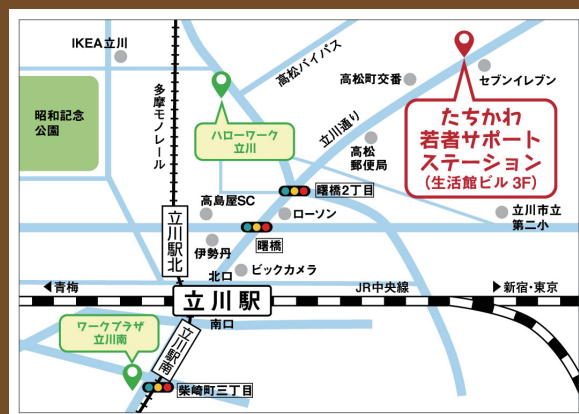 IKEA立川
高松バイパス
高松町交番
セブンイレブン
昭和記念
公園
多摩モノレール
ハローワーク
立川
立川通り
高松
郵便局
たちかわ
若者サポート
ステーション
(生活館ビル 3F)
曙橋2丁目
高島屋SC
ローソン
立川市立
第二小
立川駅北
伊勢丹
曙橋
北口
ビックカメラ
青梅
立川駅
JR中央線
新宿・東京
南口
ワークプラザ
立川南
立川駅南
柴崎町三丁目